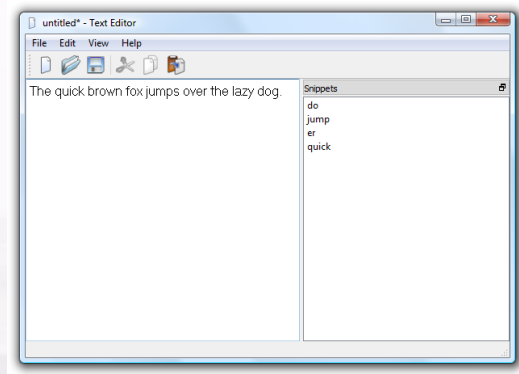 untitled* - Text Editor
File Edit View Help
The quick brown fox jumps over the lazy dog.
Snippets
do
jump
er
quick